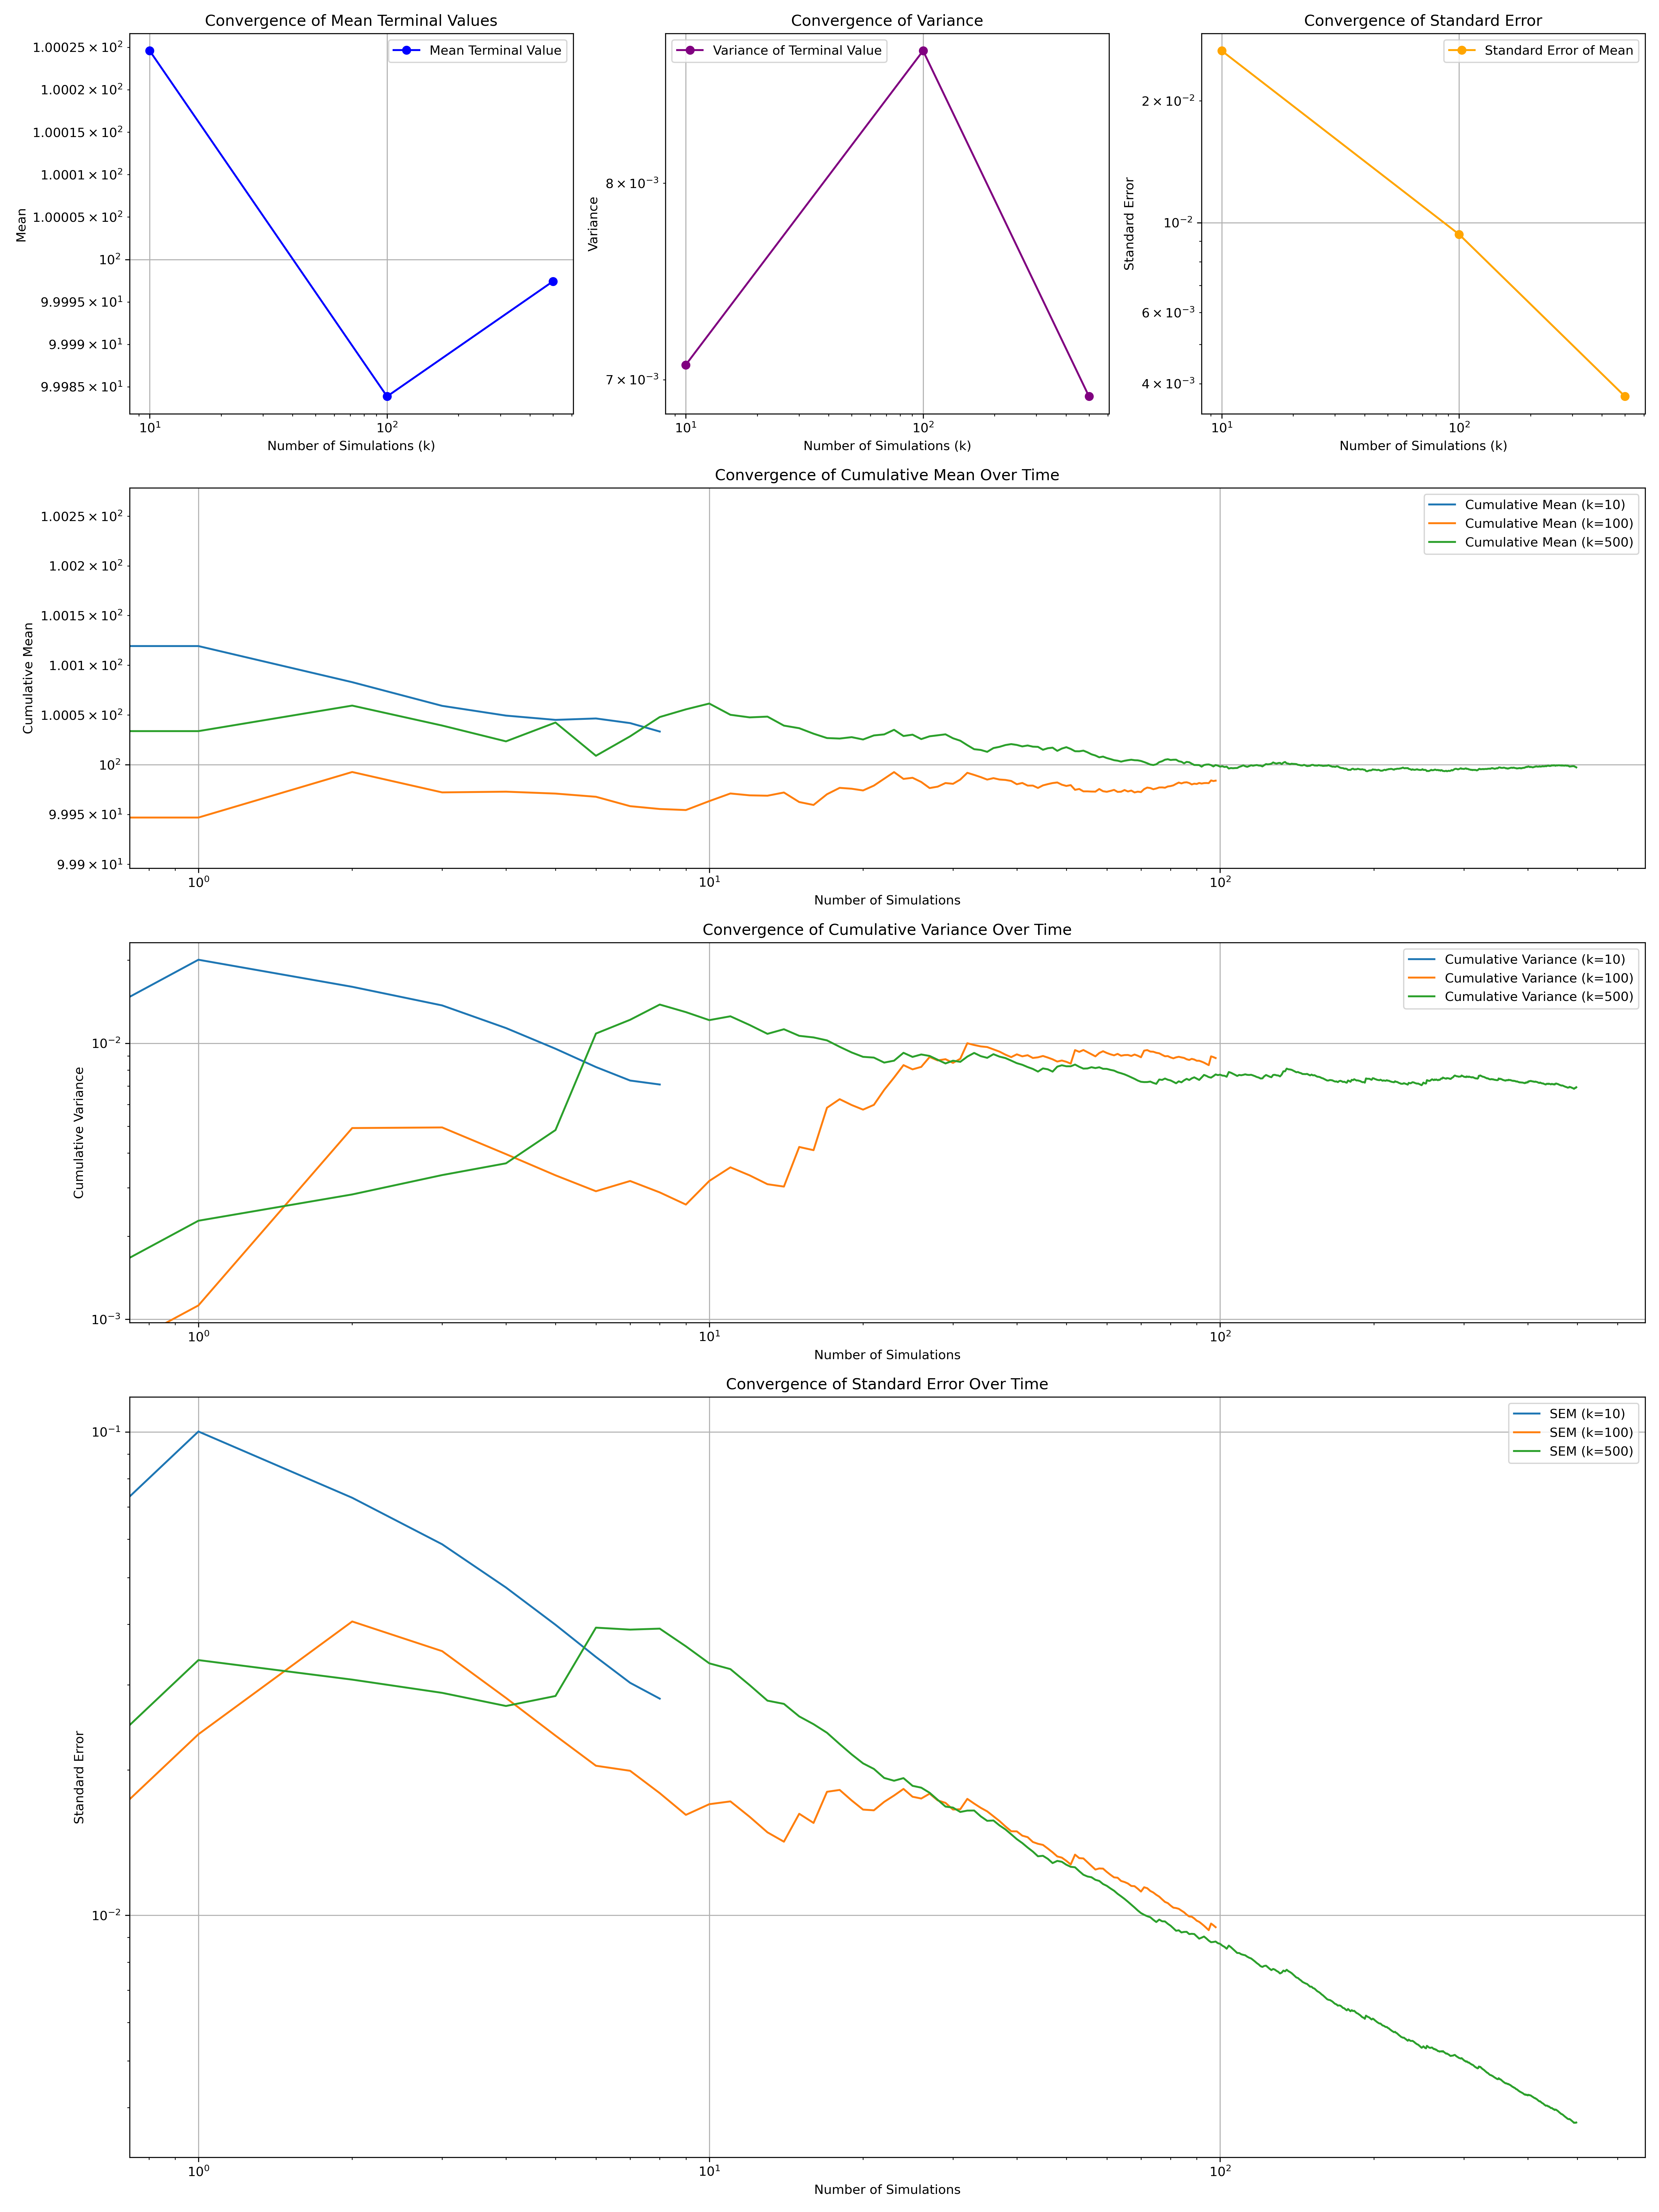 Convergence of Mean Terminal Values
Mean Terminal Value
1.00025 × 10²
1.0002 × 10²
1.00015 × 10²
1.0001 × 10²
1.00005 × 10²
10²
9.9995 × 10¹
9.999 × 10¹
9.9985 × 10¹
Mean
10¹
10²
Number of Simulations (k)
Convergence of Variance
Variance of Terminal Value
8 × 10⁻³
7 × 10⁻³
Variance
10¹
10²
Number of Simulations (k)
Convergence of Standard Error
Standard Error of Mean
2 × 10⁻²
10⁻²
6 × 10⁻³
4 × 10⁻³
Standard Error
10¹
10²
Number of Simulations (k)
Convergence of Cumulative Mean Over Time
Cumulative Mean (k=10)
Cumulative Mean (k=100)
Cumulative Mean (k=500)
1.0025 × 10²
1.002 × 10²
1.0015 × 10²
1.001 × 10²
1.0005 × 10²
10²
9.995 × 10¹
9.99 × 10¹
Cumulative Mean
10⁰
10¹
10²
Number of Simulations
Convergence of Cumulative Variance Over Time
Cumulative Variance (k=10)
Cumulative Variance (k=100)
Cumulative Variance (k=500)
10⁻²
10⁻³
Cumulative Variance
10⁰
10¹
10²
Number of Simulations
Convergence of Standard Error Over Time
SEM (k=10)
SEM (k=100)
SEM (k=500)
10⁻¹
10⁻²
Standard Error
10⁰
10¹
10²
Number of Simulations